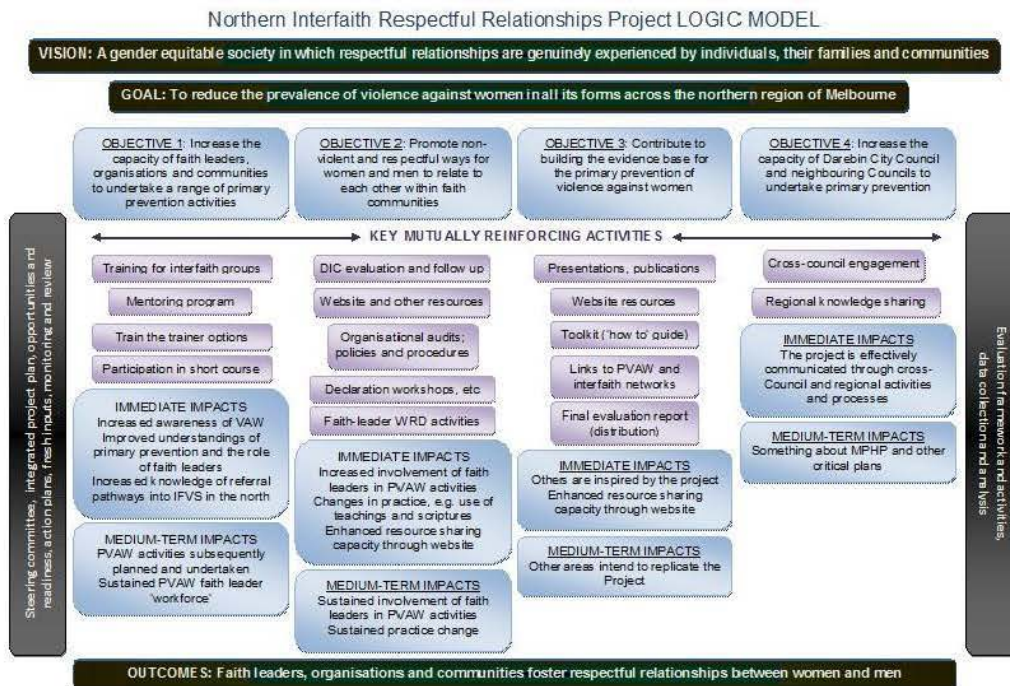 Northern Interfaith Respectful Relationships Project LOGIC MODEL
VISION: A gender equitable society in which respectful relationships are genuinely experienced by individuals, their families and communities
GOAL: To reduce the prevalence of violence against women in all its forms across the northern region of Melbourne
OBJECTIVE 1: Increase the
capacity of faith leaders,
organisations and communities
to undertake a range of primary
prevention activities
OBJECTIVE 2: Promote non-
violent and respectful ways for
women and men to relate to
each other within faith
communities
OBJECTIVE 3: Contribute to
building the evidence base for
the primary prevention of
violence against women
OBJECTIVE 4: Increase the
capacity of Darebin City Council
and neighbouring Councils to
undertake primary prevention
KEY MUTUALLY REINFORCING ACTIVITIES
Steering committee, integrated project plan, opportunities and
readiness, action plans, fresh inputs, monitoring and review
Training for interfaith groups
Mentoring program
Train the trainer options
Participation in short course
IMMEDIATE IMPACTS
Increased awareness of VAW
Improved understandings of
primary prevention and the role
of faith leaders
Increased knowledge of referral
pathways into IFVS in the north
MEDIUM-TERM IMPACTS
PVAW activities subsequently
planned and undertaken
Sustained PVAW faith leader
'workforce'
DIC evaluation and follow up
Website and other resources
Organisational audits;
policies and procedures
Declaration workshops, etc
Faith-leader WRD activities
IMMEDIATE IMPACTS
Increased involvement of faith
leaders in PVAW activities
Changes in practice, e.g. use of
teachings and scriptures
Enhanced resource sharing
capacity through website
MEDIUM-TERM IMPACTS
Sustained involvement of faith
leaders in PVAW activities
Sustained practice change
Presentations, publications
Website resources
Toolkit ('how to' guide)
Links to PVAW and
interfaith networks
Final evaluation report
(distribution)
IMMEDIATE IMPACTS
Others are inspired by the project
Enhanced resource sharing
capacity through website
MEDIUM-TERM IMPACTS
Other areas intend to replicate the
Project
Cross-council engagement
Regional knowledge sharing
IMMEDIATE IMPACTS
The project is effectively
communicated through cross-
Council and regional activities
and processes
MEDIUM-TERM IMPACTS
Something about MPHP and other
critical plans
Evaluation framework and activities,
data collection and analysis
OUTCOMES: Faith leaders, organisations and communities foster respectful relationships between women and men